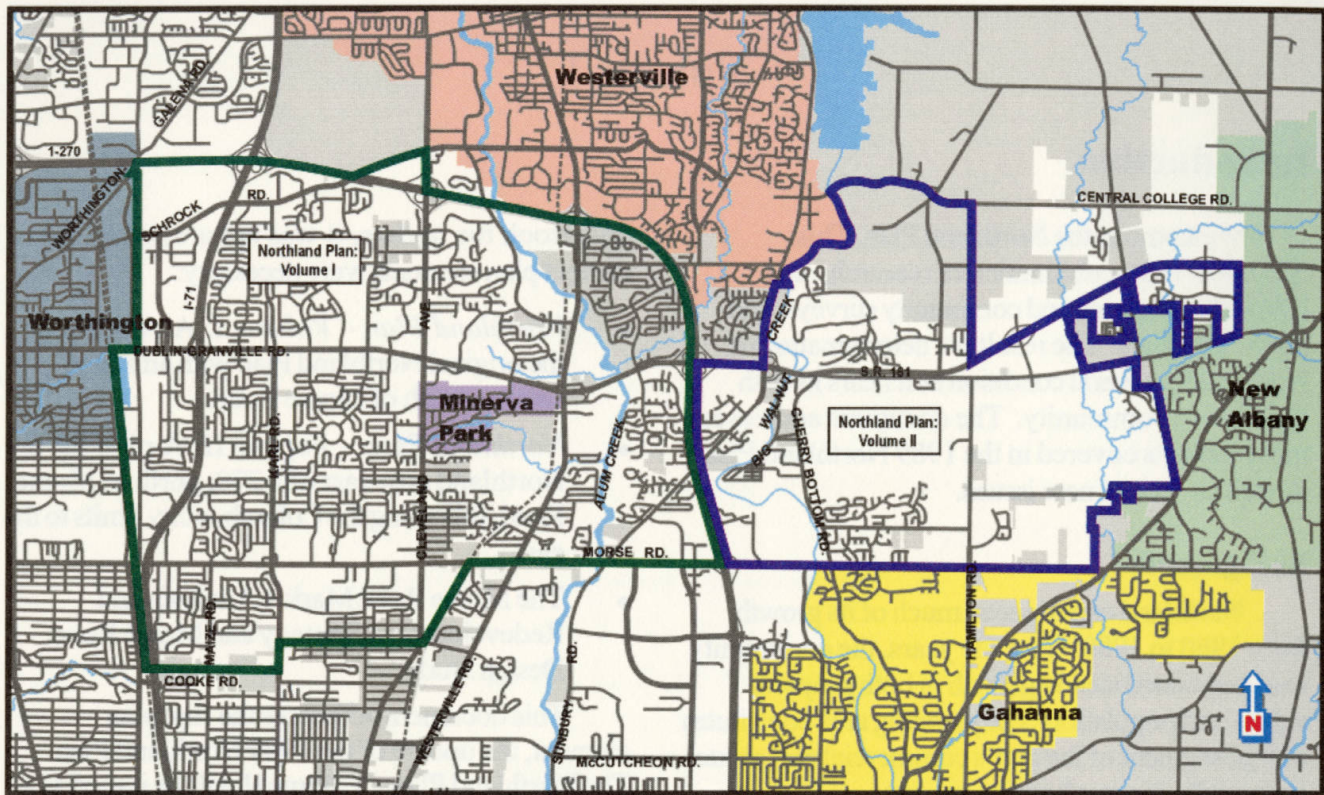 Westerville
GALENA RD.
1-270
WORTHINGTON
SCHROCK
RD.
CENTRAL COLLEGE RD.
Northland Plan:
Volume I
I-71
AVE
CREEK
Worthington
DUBLIN-GRANVILLE RD.
S.R. 161
New
Albany
Minerva
Park
KARL RD.
BIG WALNUT
CHERRY BOTTOM RD.
Northland Plan:
Volume II
ALUM CREEK
CLEVELAND
MORSE RD.
MAIZE RD.
HAMILTON RD.
COOKE RD.
WESTERVILLE RD.
SUNBURY
RD.
Gahanna
N
McCUTCHEON RD.